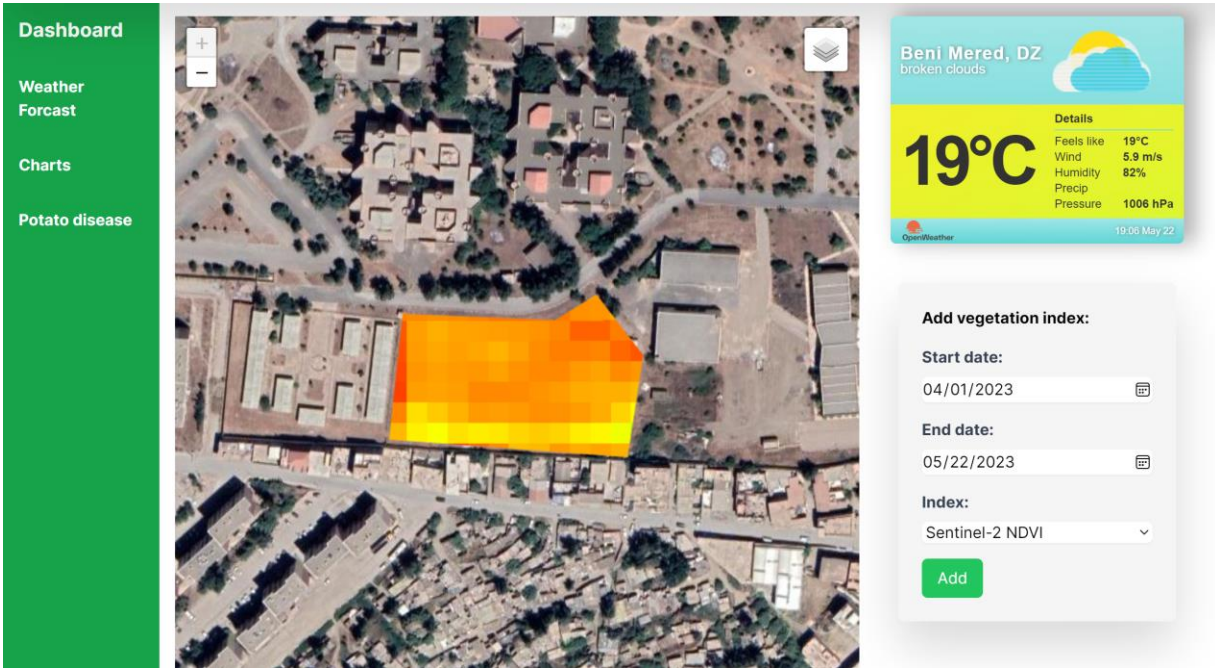 Dashboard
Weather
Forcast
Charts
Potato disease
+
−
Beni Mered, DZ
broken clouds
19°C
Details
Feels like 19°C
Wind 5.9 m/s
Humidity 82%
Precip
Pressure 1006 hPa
OpenWeather 19:06 May 22
Add vegetation index:
Start date:
04/01/2023
End date:
05/22/2023
Index:
Sentinel-2 NDVI
Add